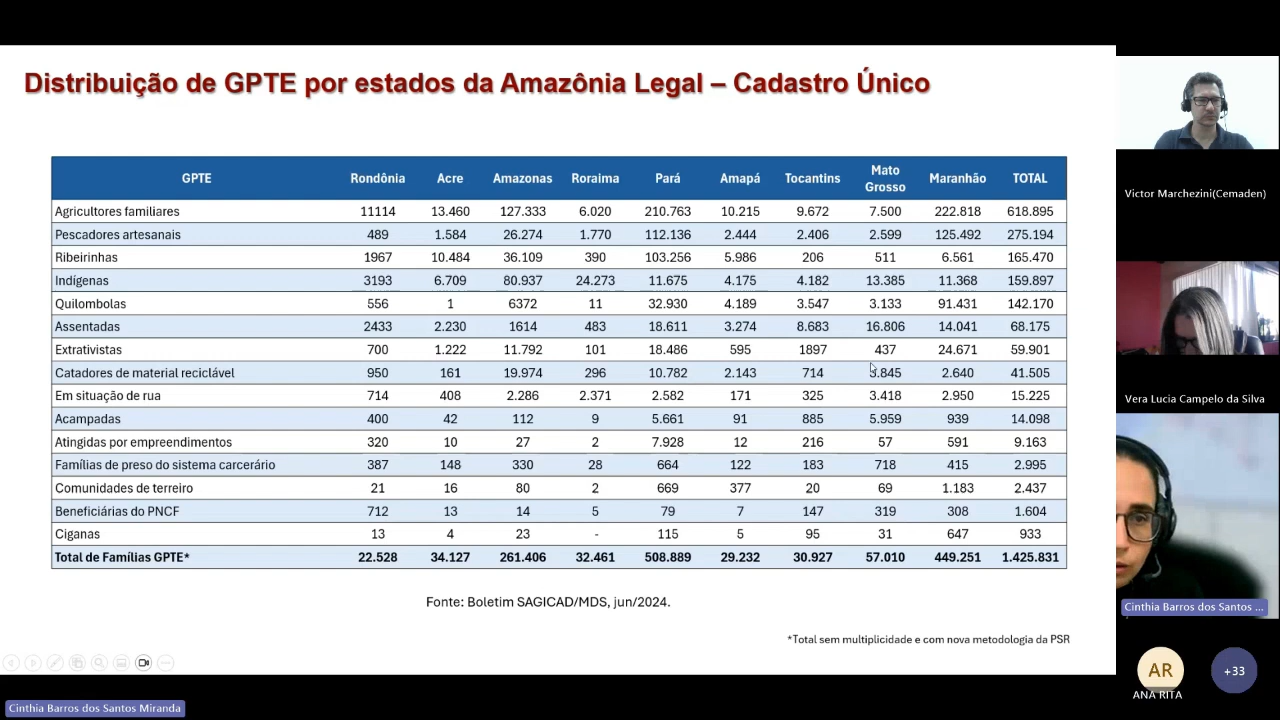 Distribuição de GPTE por estados da Amazônia Legal – Cadastro Único
GPTE Rondônia Acre Amazonas Roraima Pará Amapá Tocantins Mato Grosso Maranhão TOTAL
Agricultores familiares 11114 13.460 127.333 6.020 210.763 10.215 9.672 7.500 222.818 618.895
Pescadores artesanais 489 1.584 26.274 1.770 112.136 2.444 2.406 2.599 125.492 275.194
Ribeirinhas 1967 10.484 36.109 390 103.256 5.986 206 511 6.561 165.470
Indígenas 3193 6.709 80.937 24.273 11.675 4.175 4.182 13.385 11.368 159.897
Quilombolas 556 1 6372 11 32.930 4.189 3.547 3.133 91.431 142.170
Assentadas 2433 2.230 1614 483 18.611 3.274 8.683 16.806 14.041 68.175
Extrativistas 700 1.222 11.792 101 18.486 595 1897 437 24.671 59.901
Catadores de material reciclável 950 161 19.974 296 10.782 2.143 714 3.845 2.640 41.505
Em situação de rua 714 408 2.286 2.371 2.582 171 325 3.418 2.950 15.225
Acampadas 400 42 112 9 5.661 91 885 5.959 939 14.098
Atingidas por empreendimentos 320 10 27 2 7.928 12 216 57 591 9.163
Famílias de preso do sistema carcerário 387 148 330 28 664 122 183 718 415 2.995
Comunidades de terreiro 21 16 80 2 669 377 20 69 1.183 2.437
Beneficiárias do PNCF 712 13 14 5 79 7 147 319 308 1.604
Ciganas 13 4 23 - 115 5 95 31 647 933
Total de Famílias GPTE* 22.528 34.127 261.406 32.461 508.889 29.232 30.927 57.010 449.251 1.425.831
Fonte: Boletim SAGICAD/MDS, jun/2024.
*Total sem multiplicidade e com nova metodologia da PSR
Cinthia Barros dos Santos Miranda
Victor Marchezini(Cemaden)
Vera Lucia Campelo da Silva
Cinthia Barros dos Santos ...
AR
ANA RITA
+33